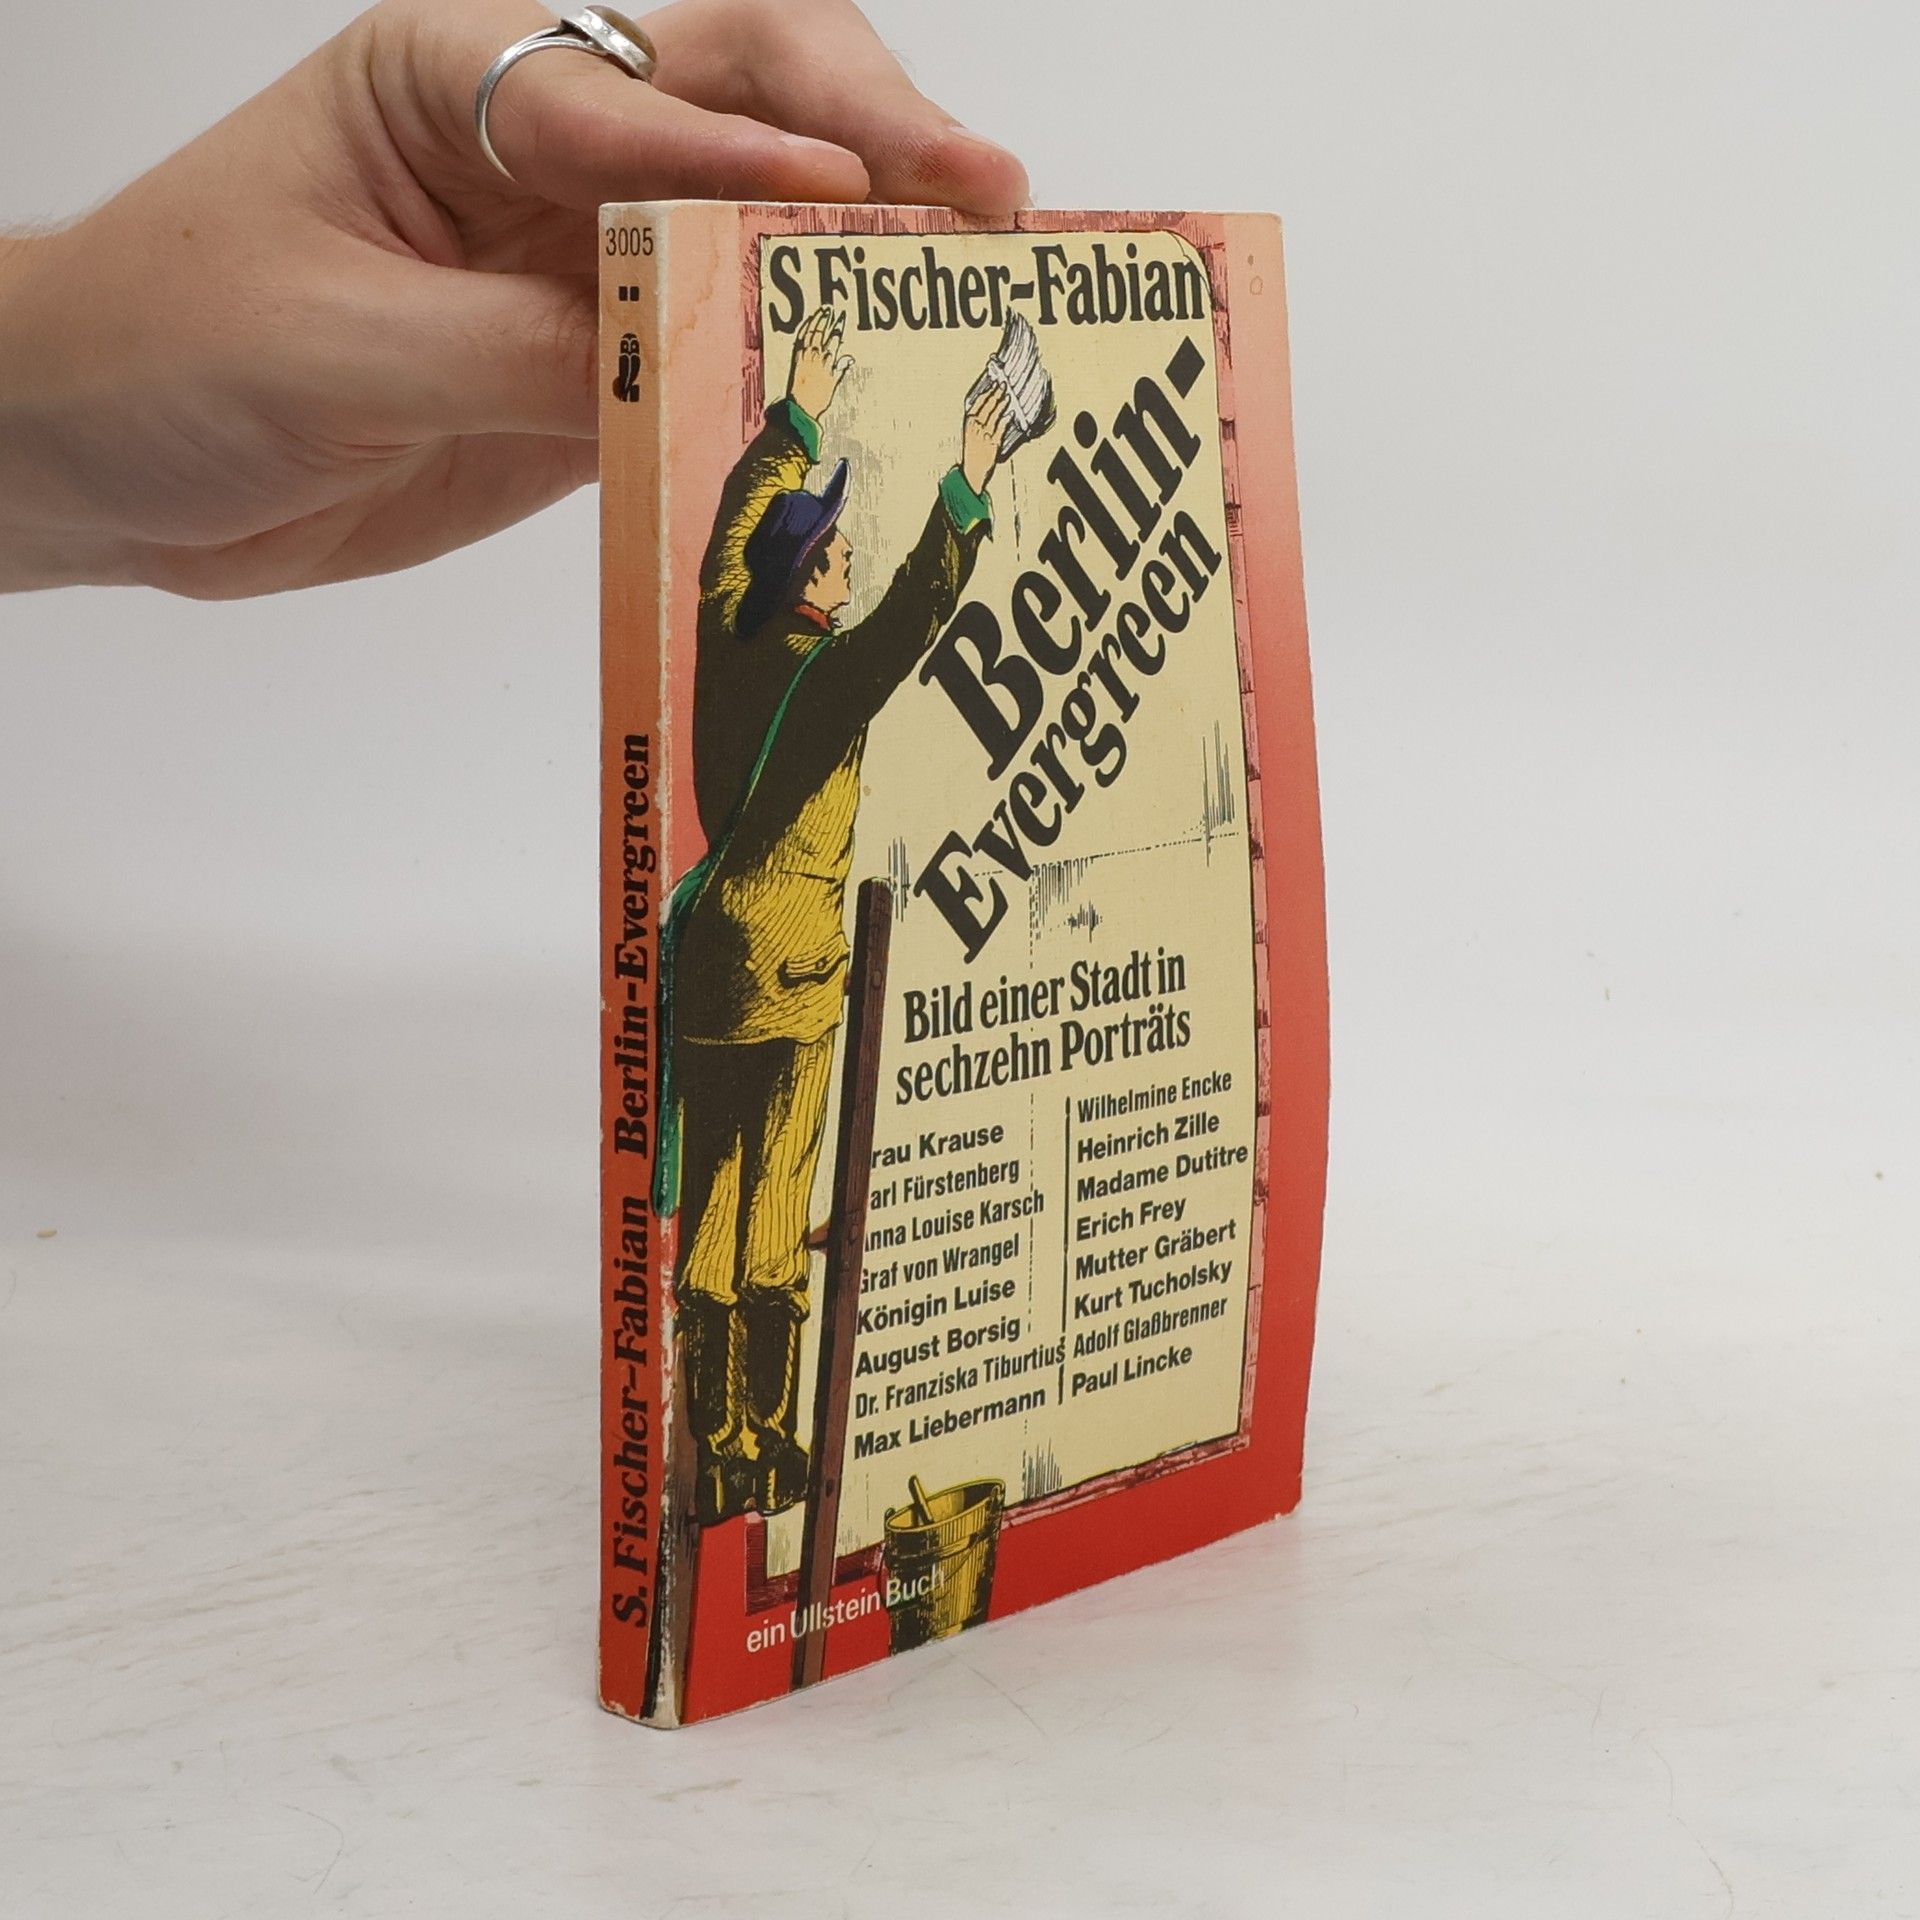 3005
S. Fischer-Fabian Berlin-Evergreen
S Fischer-Fabian
Berlin-
Evergreen
Bild einer Stadt in
sechzehn Porträts
rau Krause
arl Fürstenberg
nna Louise Karsch
Graf von Wrangel
Königin Luise
August Borsig
Dr. Franziska Tiburtius
Max Liebermann
Wilhelmine Encke
Heinrich Zille
Madame Dutitre
Erich Frey
Mutter Gräbert
Kurt Tucholsky
Adolf Glaßbrenner
Paul Lincke
ein Ullstein Buch